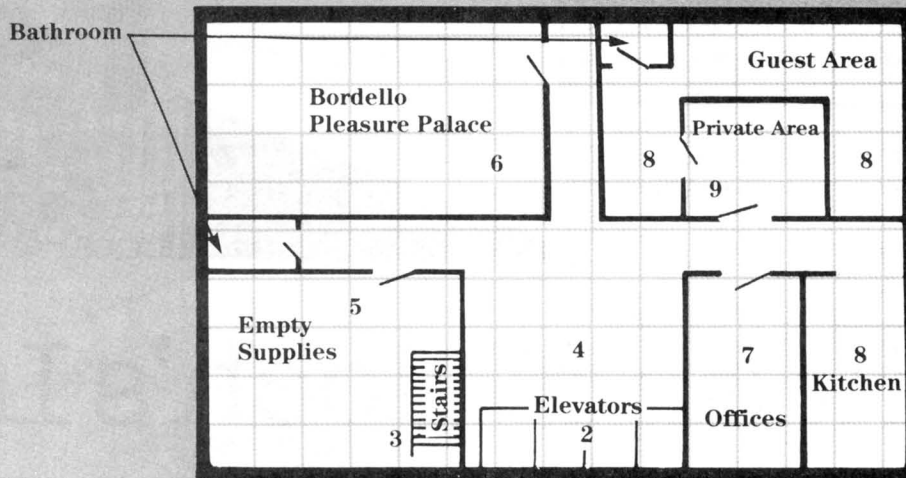 Bathroom
Guest Area
Bordello
Pleasure Palace
Private Area
6
8
8
9
5
Empty
Supplies
4
7
8
Kitchen
Stairs
Elevators
Offices
3
2